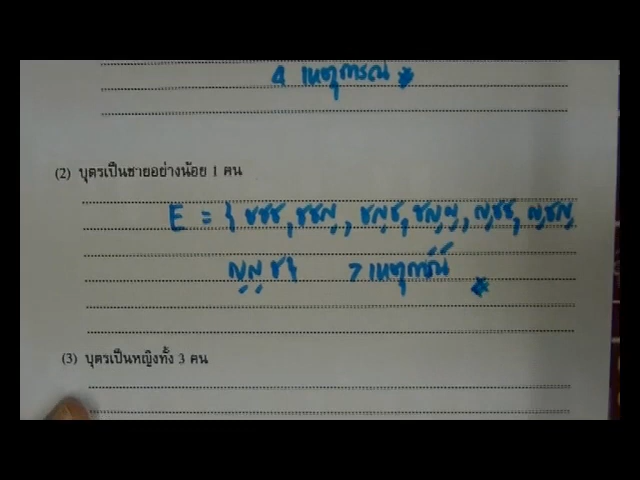 4 เหตุการณ์ *
(2) บุตรเป็นชายอย่างน้อย 1 คน
E = { ชชช, ชชญ, ชญช, ชญญ, ญชช, ญชญ,
ญญช} 7 เหตุการณ์ *
(3) บุตรเป็นหญิงทั้ง 3 คน